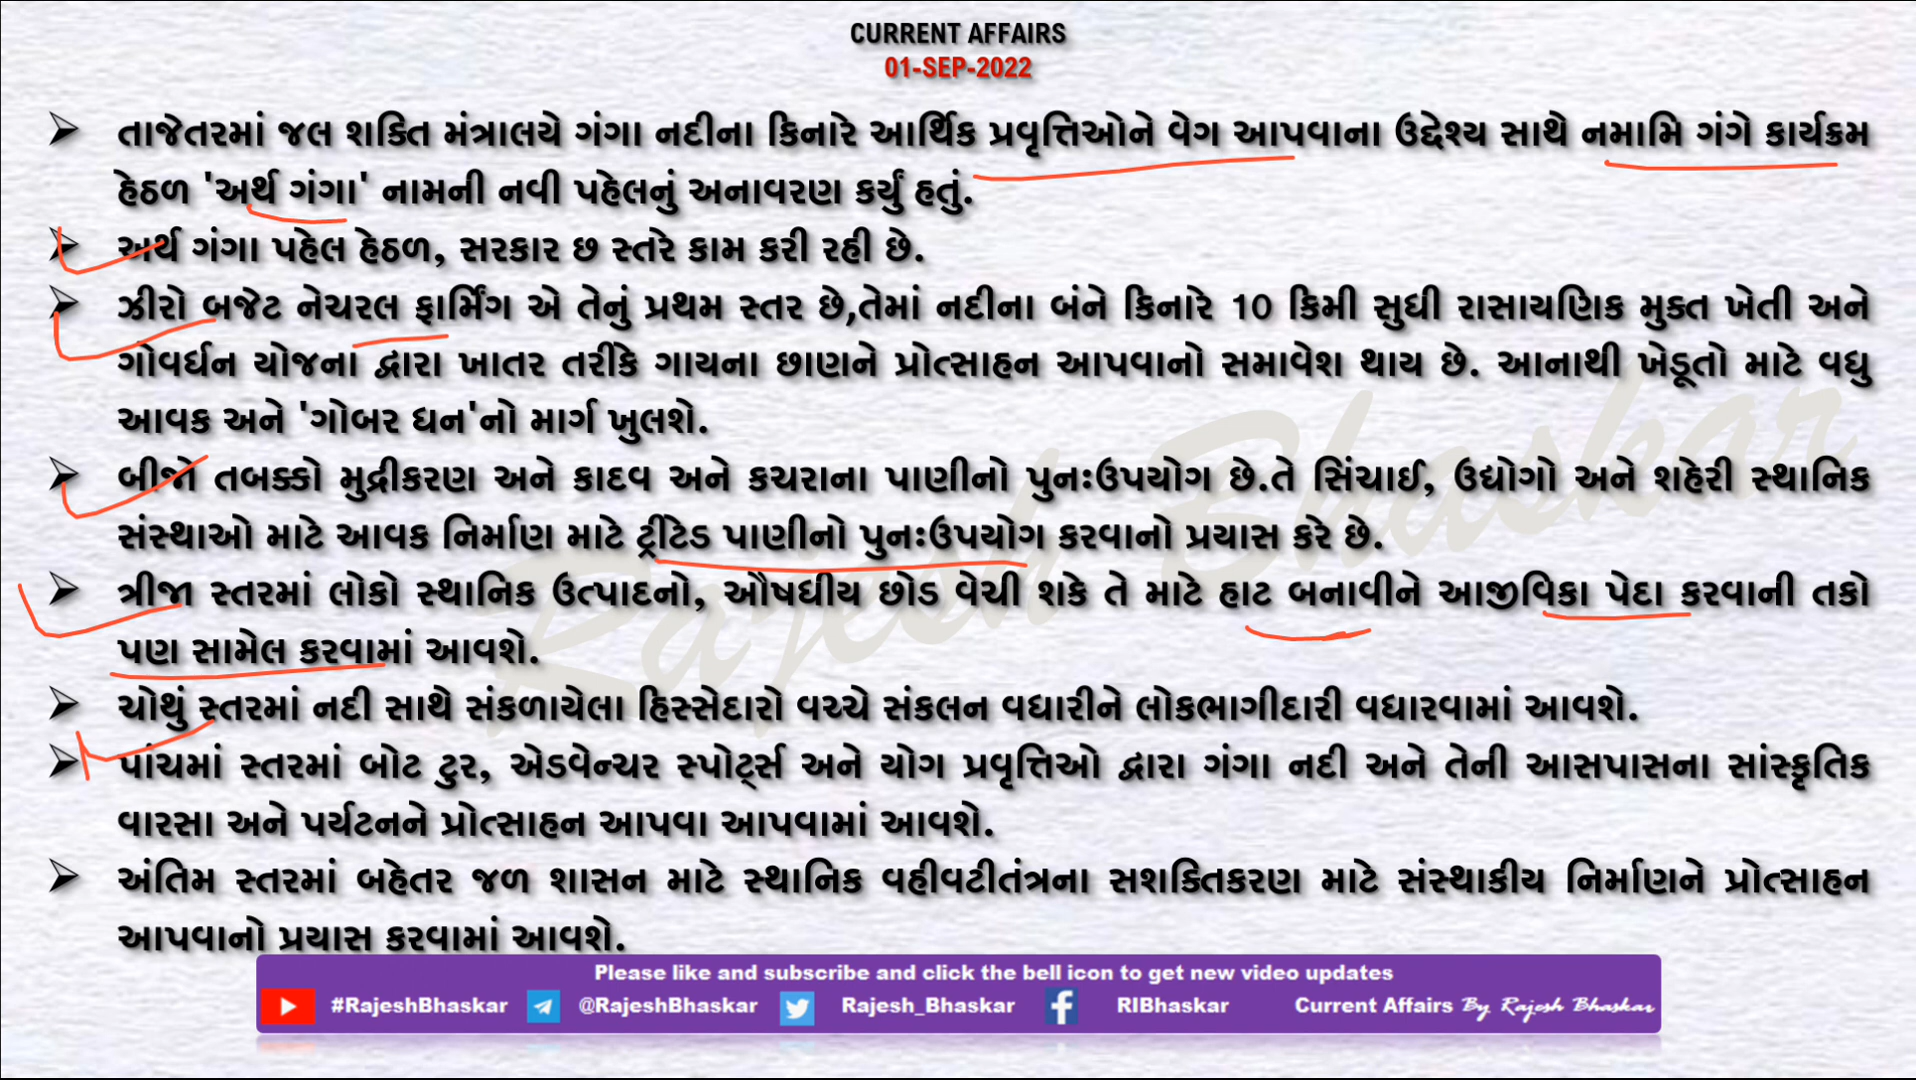 CURRENT AFFAIRS
01-SEP-2022
તાજેતરમાં જલ શક્તિ મંત્રાલયે ગંગા નદીના કિનારે આર્થિક પ્રવૃત્તિઓને વેગ આપવાના ઉદ્દેશ્ય સાથે નમામિ ગંગે કાર્યક્રમ
હેઠળ 'અર્થ ગંગા' નામની નવી પહેલનું અનાવરણ કર્યું હતું.
અર્થ ગંગા પહેલ હેઠળ, સરકાર છ સ્તરે કામ કરી રહી છે.
ઝીરો બજેટ નેચરલ ફાર્મિંગ એ તેનું પ્રથમ સ્તર છે,તેમાં નદીના બંને કિનારે 10 કિમી સુધી રાસાયણિક મુક્ત ખેતી અને
ગોવર્ધન યોજના દ્વારા ખાતર તરીકે ગાયના છાણને પ્રોત્સાહન આપવાનો સમાવેશ થાય છે. આનાથી ખેડૂતો માટે વધુ
આવક અને 'ગોબર ધન'નો માર્ગ ખુલશે.
બીજો તબક્કો મુદ્રીકરણ અને કાદવ અને કચરાના પાણીનો પુનઃઉપયોગ છે.તે સિંચાઈ, ઉદ્યોગો અને શહેરી સ્થાનિક
સંસ્થાઓ માટે આવક નિર્માણ માટે ટ્રીટેડ પાણીનો પુનઃઉપયોગ કરવાનો પ્રયાસ કરે છે.
ત્રીજા સ્તરમાં લોકો સ્થાનિક ઉત્પાદનો, ઔષધીય છોડ વેચી શકે તે માટે હાટ બનાવીને આજીવિકા પેદા કરવાની તકો
પણ સામેલ કરવામાં આવશે.
ચોથું સ્તરમાં નદી સાથે સંકળાયેલા હિસ્સેદારો વચ્ચે સંકલન વધારીને લોકભાગીદારી વધારવામાં આવશે.
પાંચમાં સ્તરમાં બોટ ટુર, એડવેન્ચર સ્પોર્ટ્સ અને યોગ પ્રવૃત્તિઓ દ્વારા ગંગા નદી અને તેની આસપાસના સાંસ્કૃતિક
વારસા અને પર્યટનને પ્રોત્સાહન આપવા આપવામાં આવશે.
અંતિમ સ્તરમાં બહેતર જળ શાસન માટે સ્થાનિક વહીવટીતંત્રના સશક્તિકરણ માટે સંસ્થાકીય નિર્માણને પ્રોત્સાહન
આપવાનો પ્રયાસ કરવામાં આવશે.
Rajesh Bhaskar
Please like and subscribe and click the bell icon to get new video updates
#RajeshBhaskar @RajeshBhaskar Rajesh_Bhaskar RIBhaskar Current Affairs By Rajesh Bhaskar